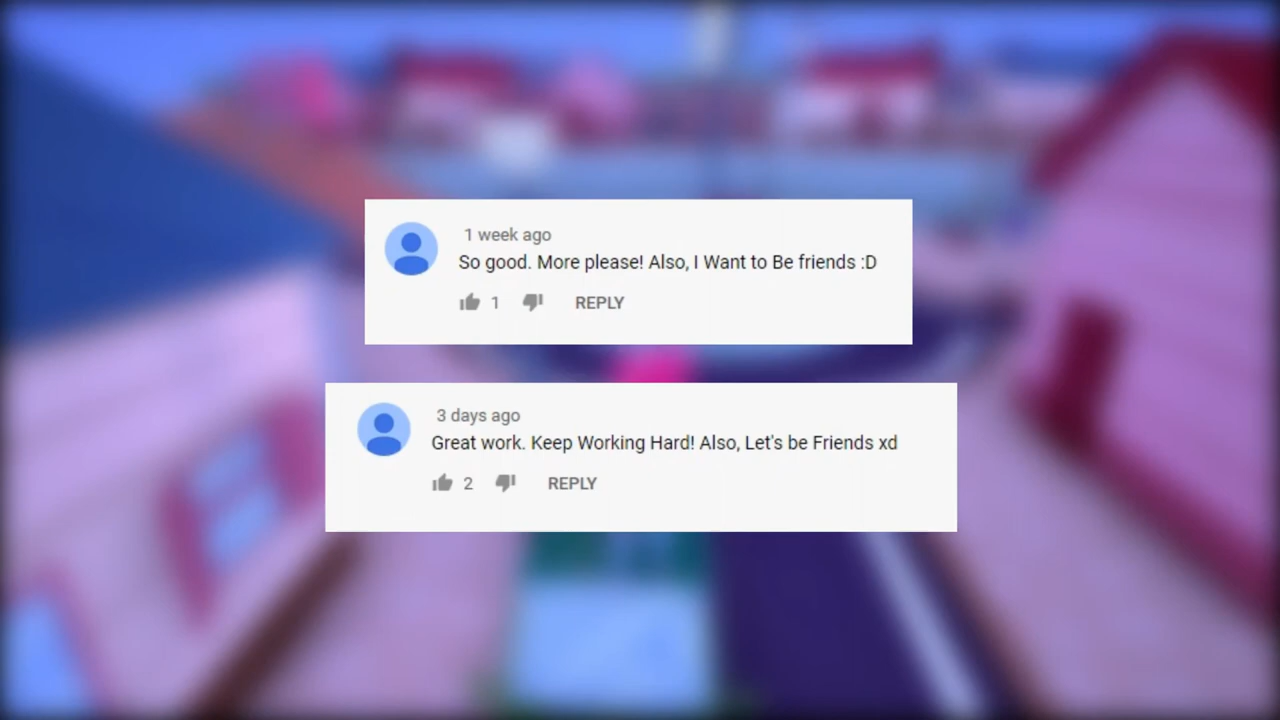 1 week ago
So good. More please! Also, I Want to Be friends :D
1
REPLY
3 days ago
Great work. Keep Working Hard! Also, Let's be Friends xd
2
REPLY